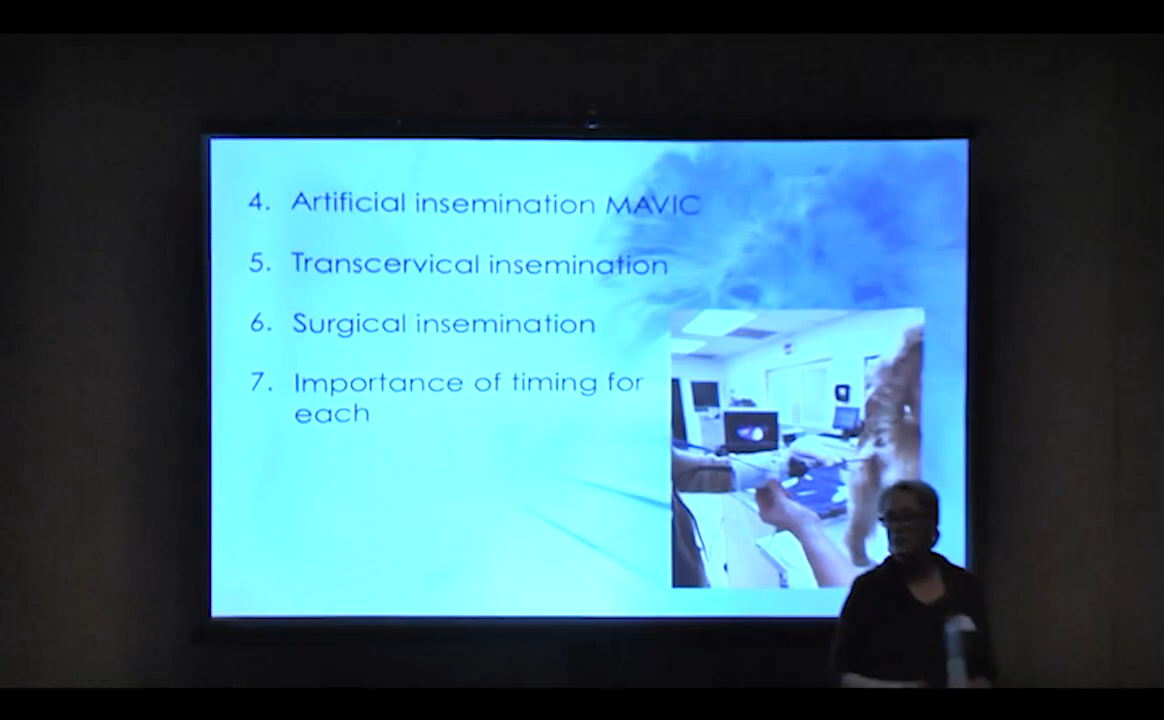 4. Artificial insemination MAVIC
5. Transcervical insemination
6. Surgical insemination
7. Importance of timing for
each